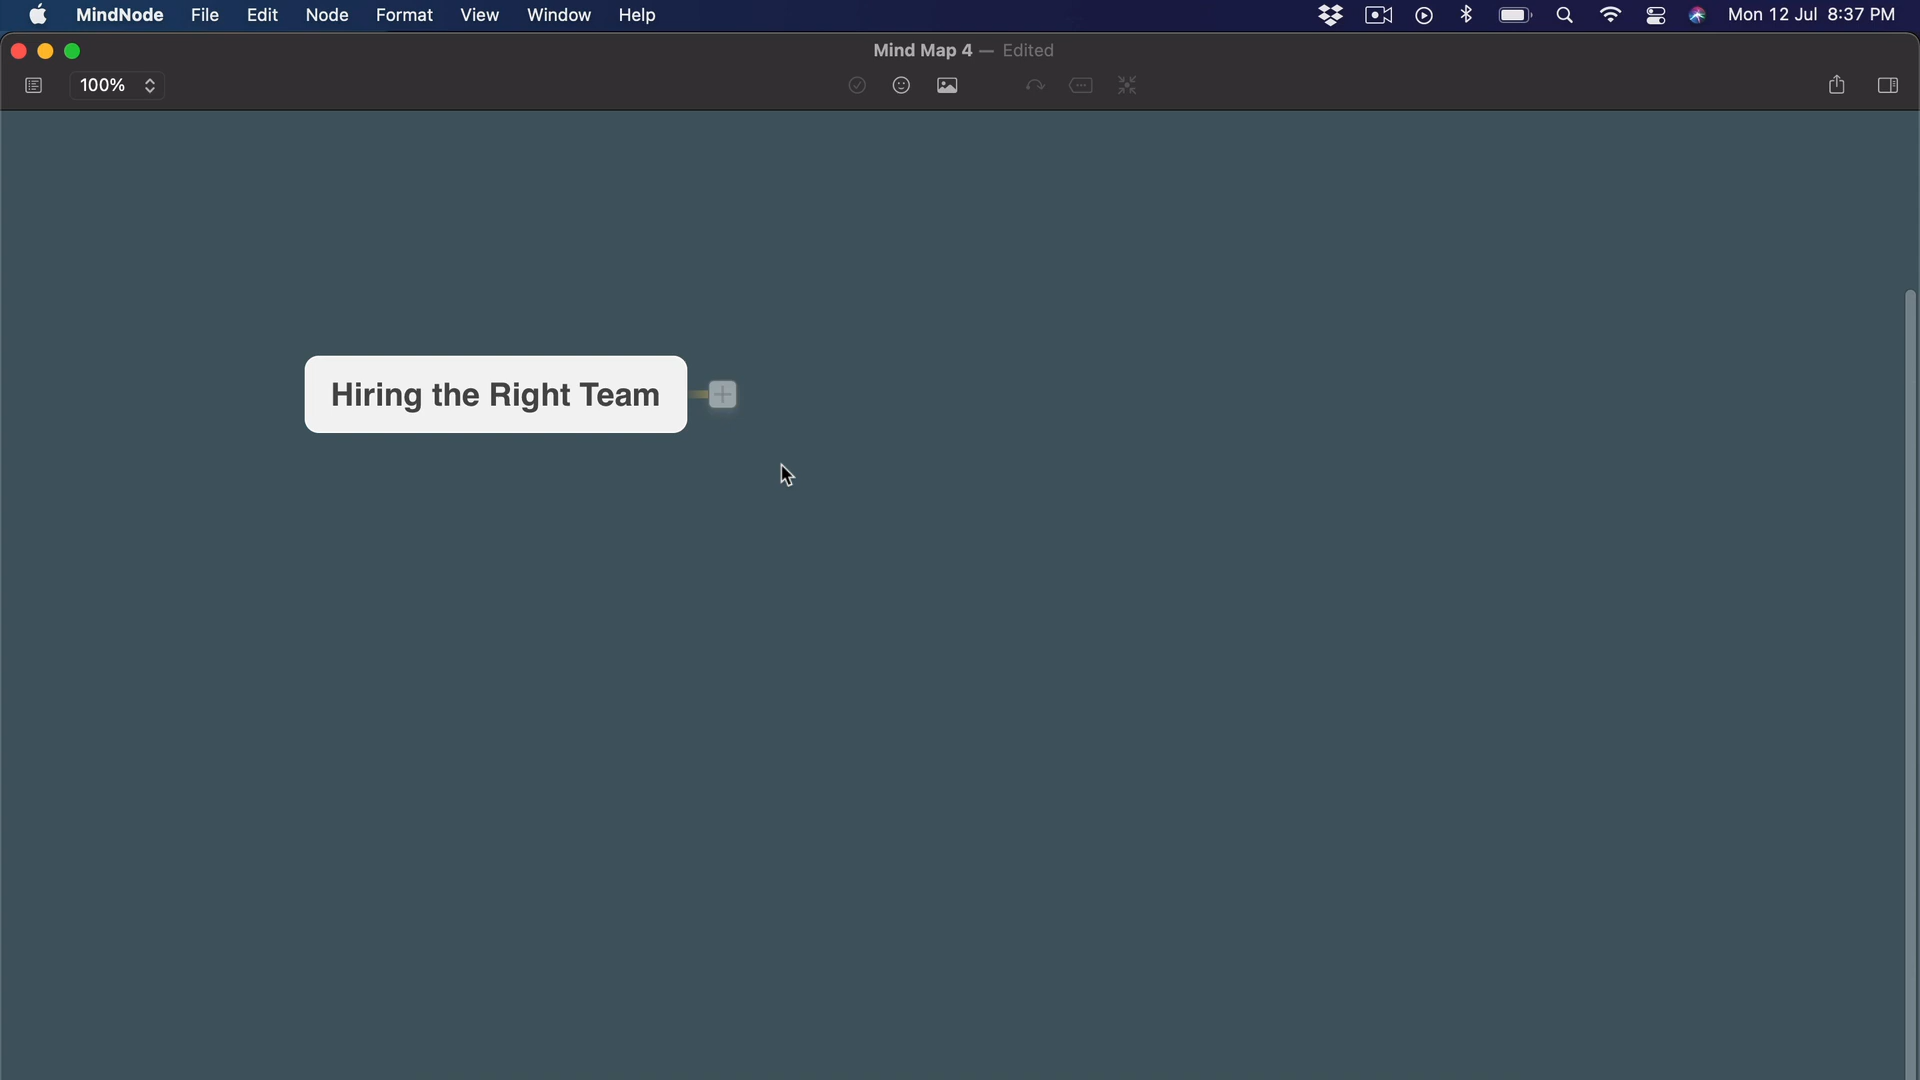 MindNode File Edit Node Format View Window Help Mon 12 Jul 8:37 PM
Mind Map 4 — Edited
100%
Hiring the Right Team